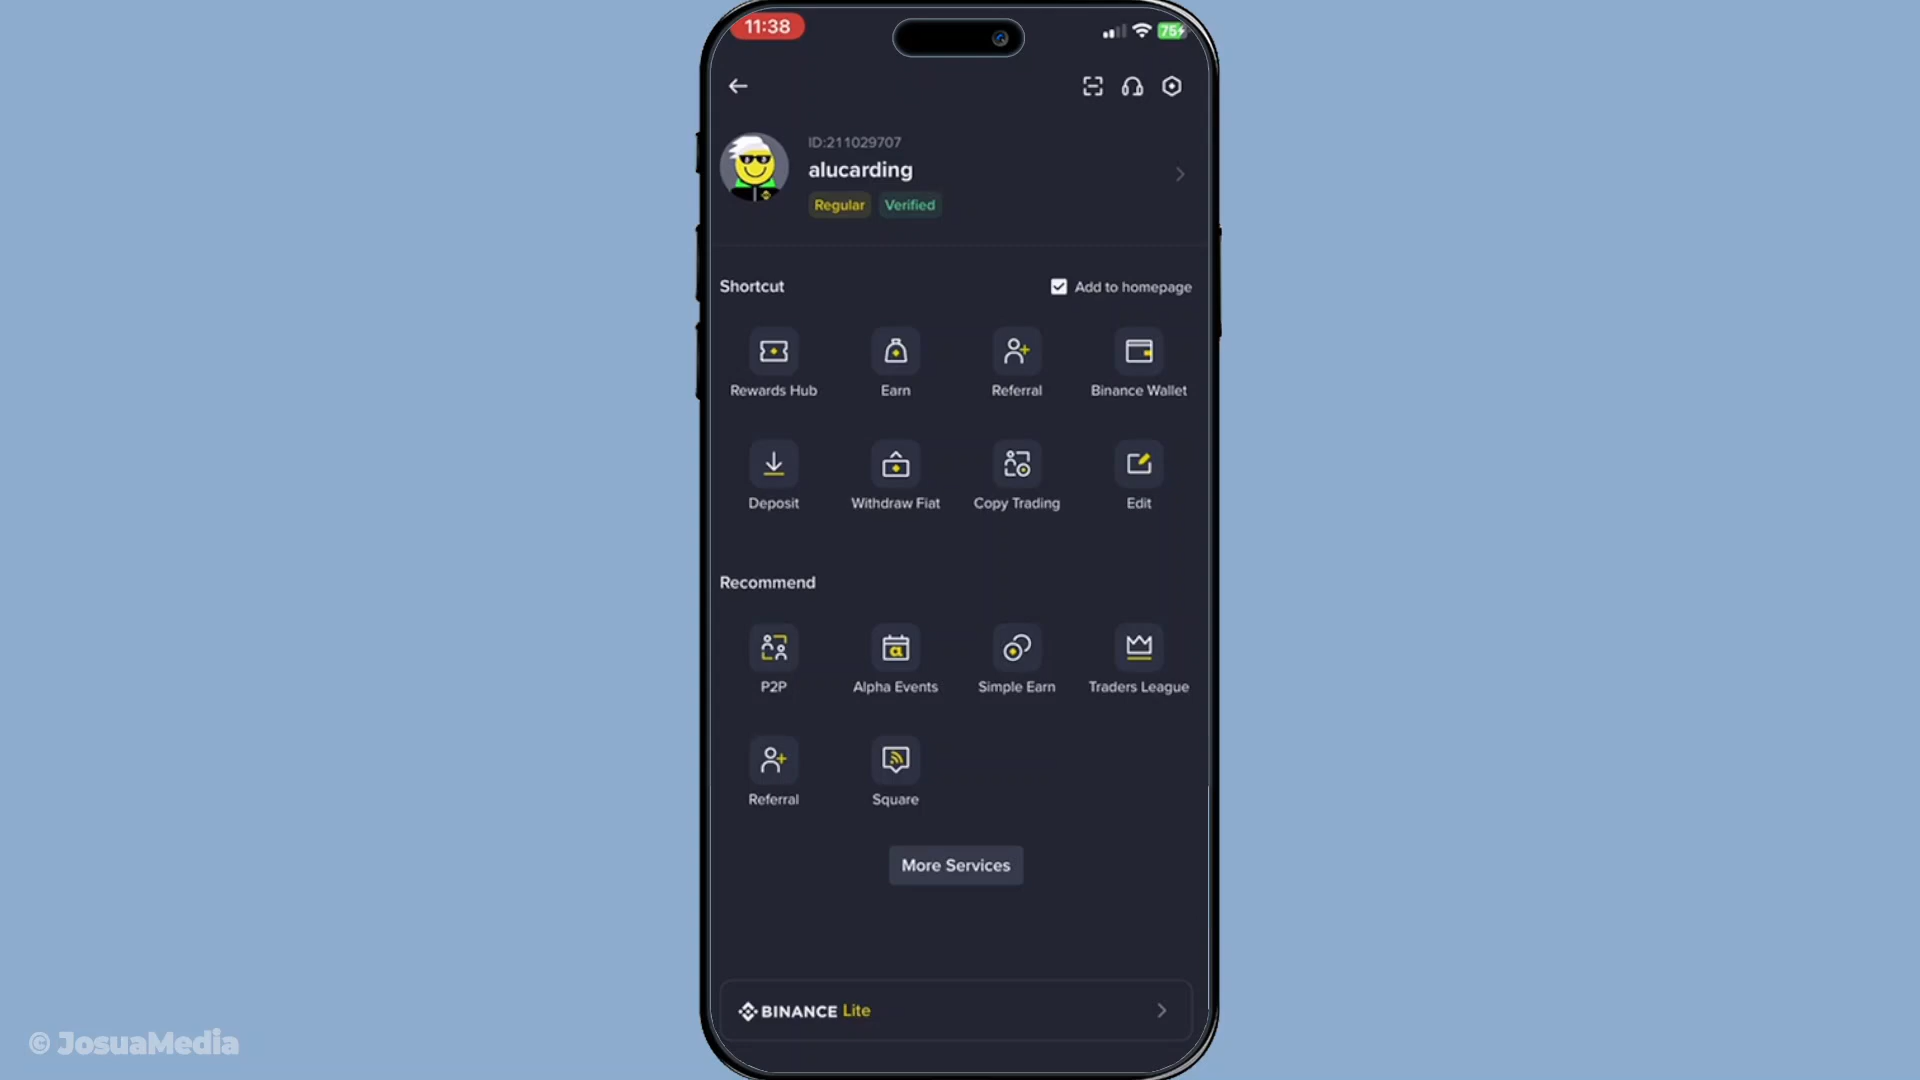 11:38
75
ID:211029707
alucarding
Regular Verified
Shortcut Add to homepage
Rewards Hub Earn Referral Binance Wallet
Deposit Withdraw Fiat Copy Trading Edit
Recommend
P2P Alpha Events Simple Earn Traders League
Referral Square
More Services
BINANCE Lite
© JosuaMedia